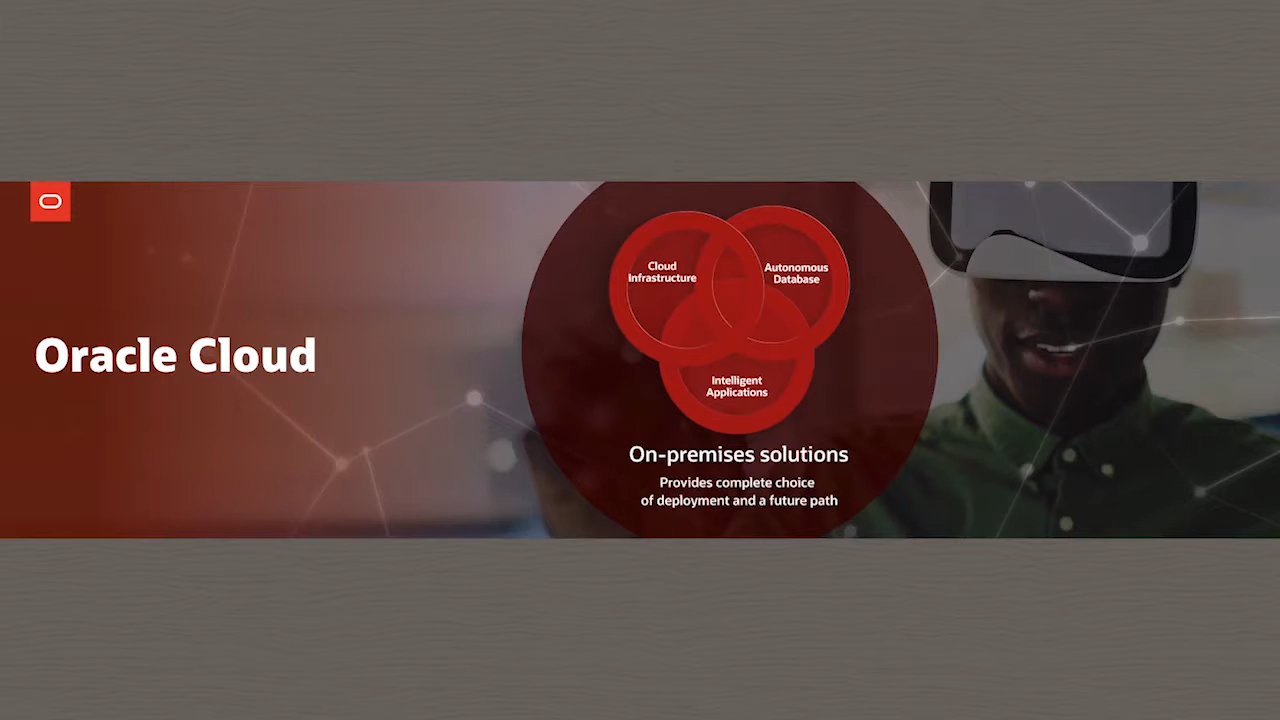 Oracle Cloud
Cloud
Infrastructure
Autonomous
Database
Intelligent
Applications
On-premises solutions
Provides complete choice
of deployment and a future path